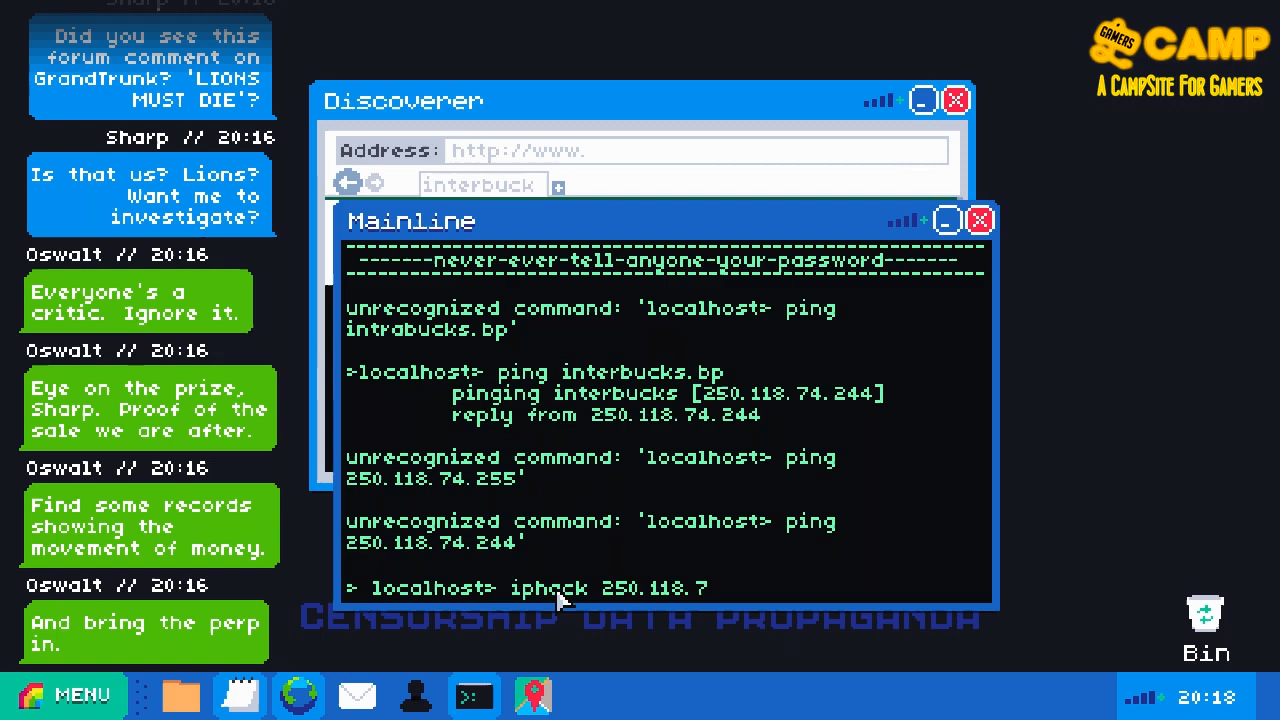 Sharp // 20:16
Did you see this
forum comment on
GrandTrunk? 'LIONS
MUST DIE'?
Sharp // 20:16
Is that us? Lions?
Want me to
investigate?
Oswalt // 20:16
Everyone's a
critic. Ignore it.
Oswalt // 20:16
Eye on the prize,
Sharp. Proof of the
sale we are after.
Oswalt // 20:16
Find some records
showing the
movement of money.
Oswalt // 20:16
And bring the perp
in.
Discoverer
Address: http://www.
interbuck
Mainline
-------never-ever-tell-anyone-your-password-------
unrecognized command: 'localhost> ping
intrabucks.bp'
>localhost> ping interbucks.bp
pinging interbucks [250.118.74.244]
reply from 250.118.74.244
unrecognized command: 'localhost> ping
250.118.74.255'
unrecognized command: 'localhost> ping
250.118.74.244'
> localhost> iphack 250.118.7
CENSORSHIP DATA PROPAGANDA
GAMERS CAMP
A CAMPSITE FOR GAMERS
Bin
MENU
20:18